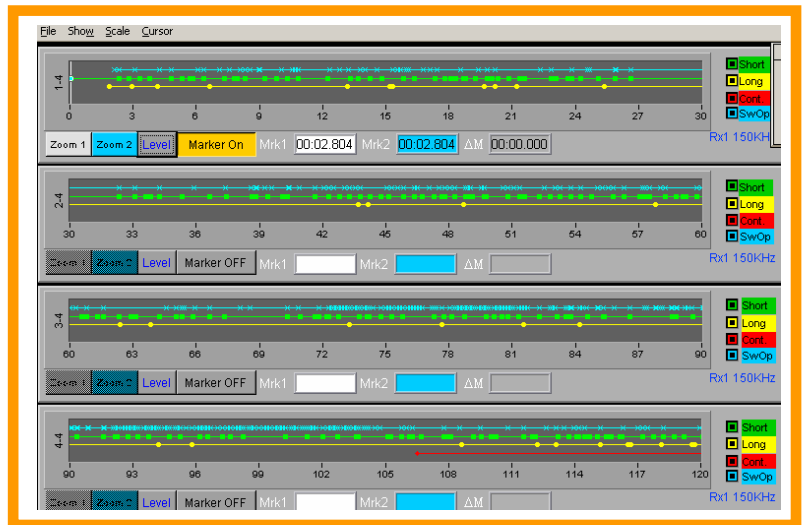 File Show Scale Cursor
1-4
Short
Long
Cont.
SwOp
0 3 6 9 12 15 18 21 24 27 30
Rx1 150KH
Zoom 1 Zoom 2 Level Marker On Mrk1 00:02.804 Mrk2 00:02.804 ΔM 00:00.000
2-4
Short
Long
Cont.
SwOp
30 33 36 39 42 45 48 51 54 57 60
Rx1 150KHz
Zoom 1 Zoom 2 Level Marker OFF Mrk1 Mrk2 ΔM
3-4
Short
Long
Cont.
SwOp
60 63 66 69 72 75 78 81 84 87 90
Rx1 150KHz
Zoom 1 Zoom 2 Level Marker OFF Mrk1 Mrk2 ΔM
4-4
Short
Long
Cont.
SwOp
90 93 96 99 102 105 108 111 114 117 120
Rx1 150KHz
Zoom 1 Zoom 2 Level Marker OFF Mrk1 Mrk2 ΔM